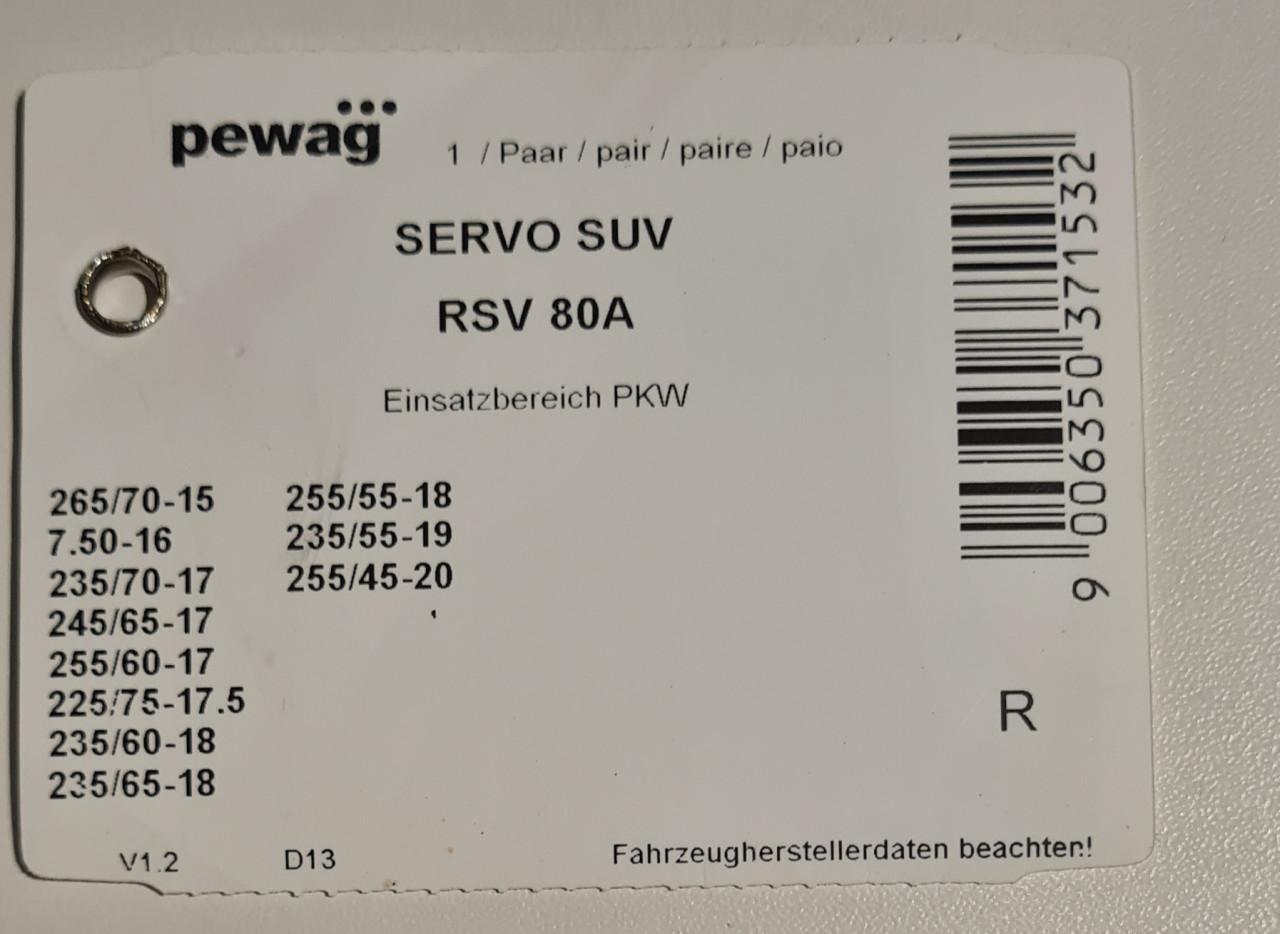 pewag
1 / Paar / pair / paire / paio
SERVO SUV
RSV 80A
Einsatzbereich PKW
265/70-15
7.50-16
235/70-17
245/65-17
255/60-17
225/75-17.5
235/60-18
235/65-18
255/55-18
235/55-19
255/45-20
9 006350 371532
R
V1.2 D13 Fahrzeugherstellerdaten beachten!